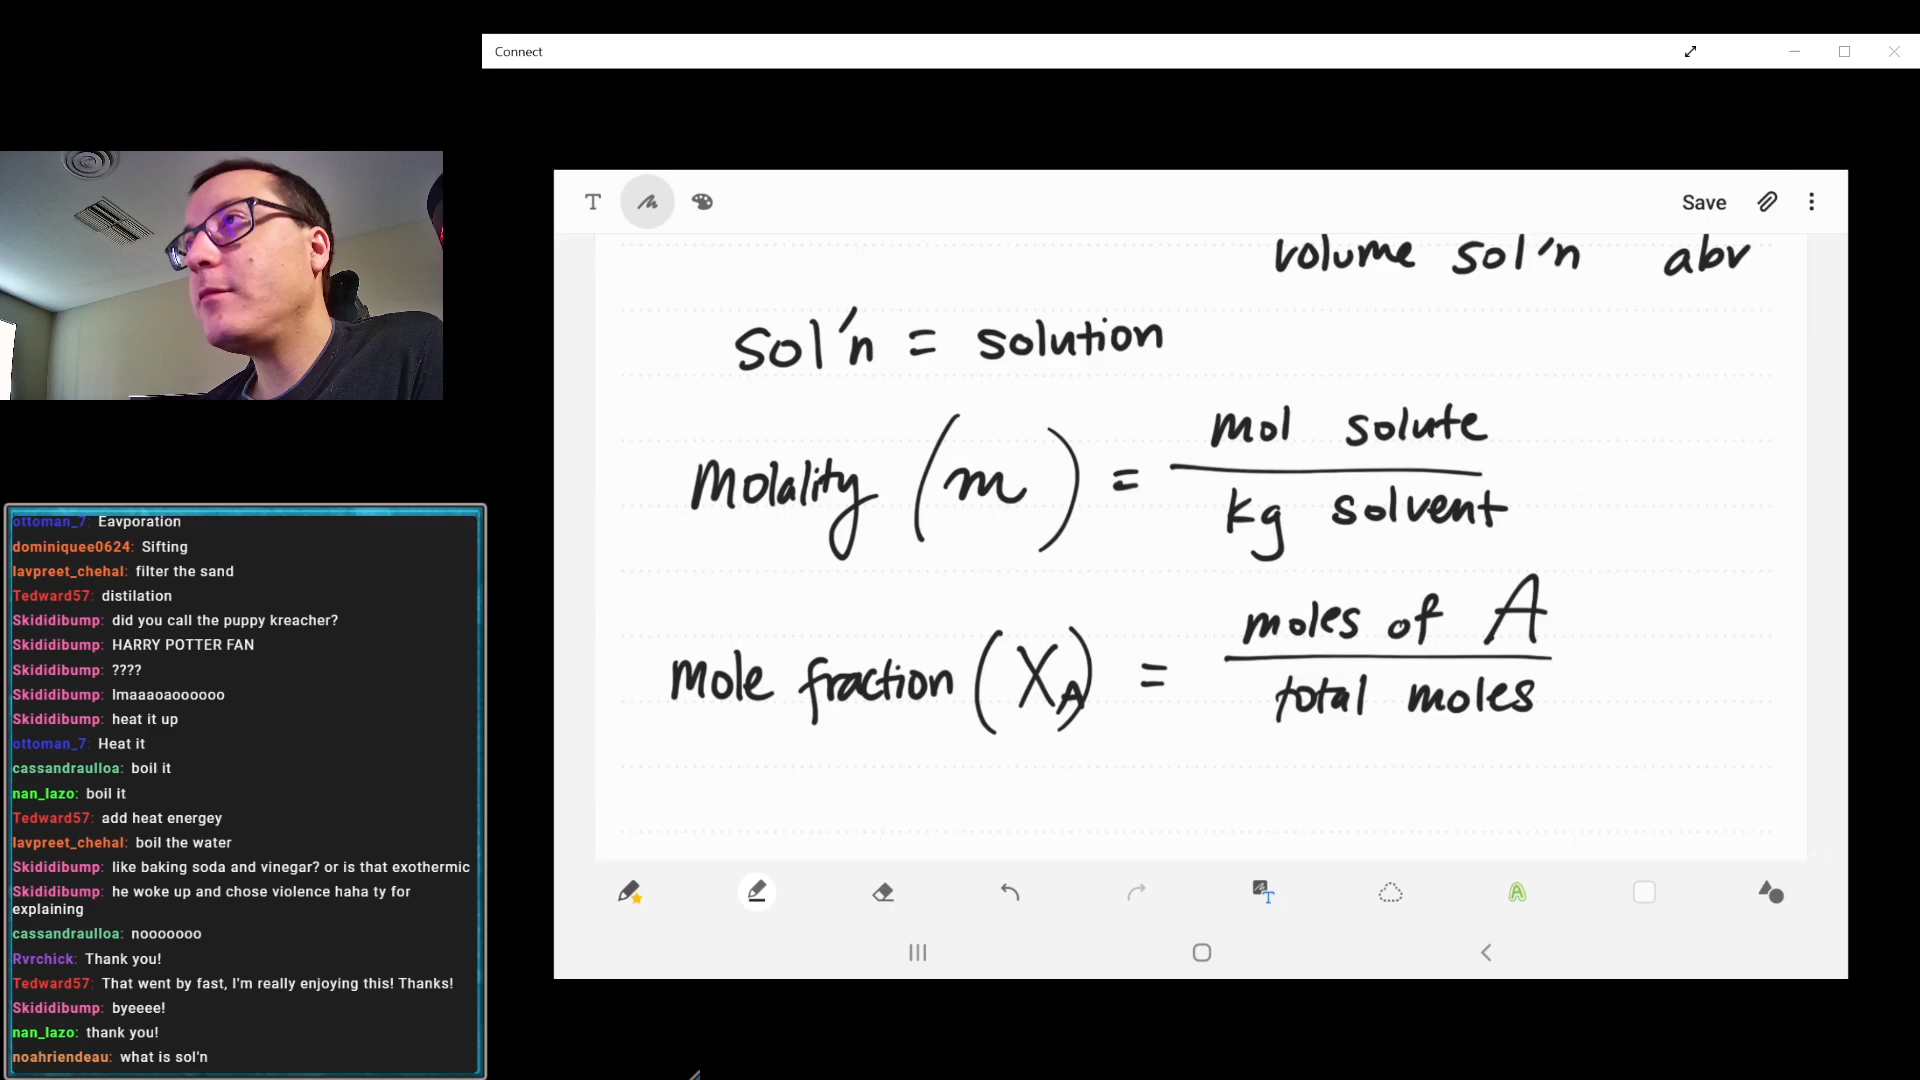 Connect
T
Save
volume sol'n abv
sol'n = solution
Molality (m) = mol solute
kg solvent
mole fraction (XA) = moles of A
total moles
ottoman_7: Eavporation
dominiquee0624: Sifting
lavpreet_chehal: filter the sand
Tedward57: distilation
Skididibump: did you call the puppy kreacher?
Skididibump: HARRY POTTER FAN
Skididibump: ????
Skididibump: lmaaaoaoooooo
Skididibump: heat it up
ottoman_7: Heat it
cassandraulloa: boil it
nan_lazo: boil it
Tedward57: add heat energey
lavpreet_chehal: boil the water
Skididibump: like baking soda and vinegar? or is that exothermic
Skididibump: he woke up and chose violence haha ty for
explaining
cassandraulloa: nooooooo
Rvrchick: Thank you!
Tedward57: That went by fast, I'm really enjoying this! Thanks!
Skididibump: byeeee!
nan_lazo: thank you!
noahriendeau: what is sol'n